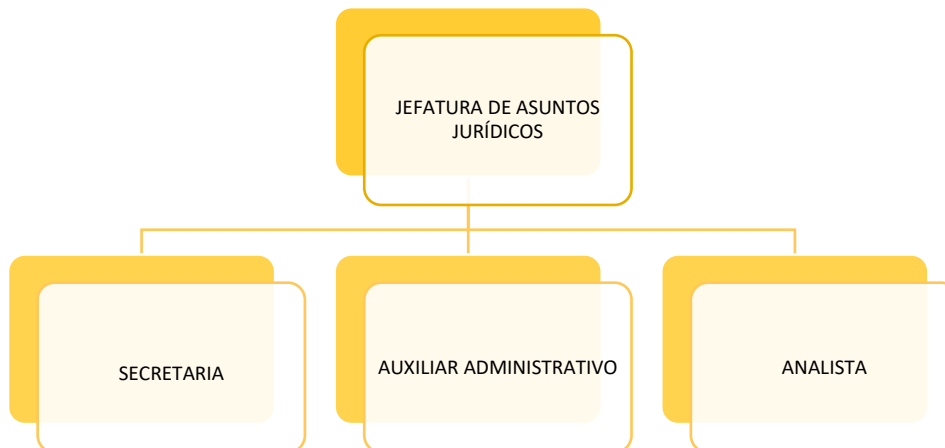 JEFATURA DE ASUNTOS
JURÍDICOS
SECRETARIA
AUXILIAR ADMINISTRATIVO
ANALISTA